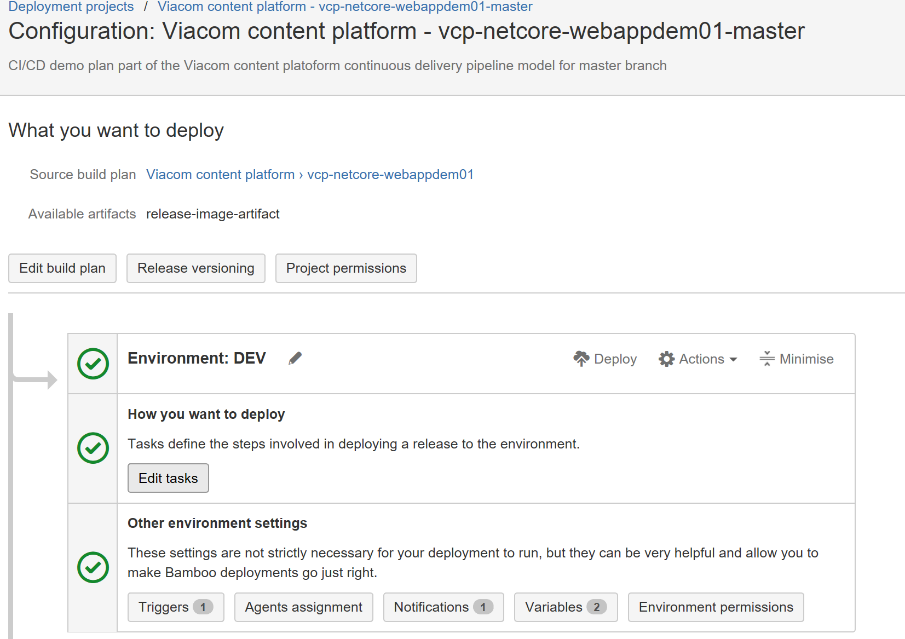 Deployment projects / Viacom content platform - vcp-netcore-webappdem01-master
Configuration: Viacom content platform - vcp-netcore-webappdem01-master
CI/CD demo plan part of the Viacom content platoform continuous delivery pipeline model for master branch
What you want to deploy
Source build plan Viacom content platform › vcp-netcore-webappdem01
Available artifacts release-image-artifact
Edit build plan Release versioning Project permissions
Environment: DEV Deploy Actions Minimise
How you want to deploy
Tasks define the steps involved in deploying a release to the environment.
Edit tasks
Other environment settings
These settings are not strictly necessary for your deployment to run, but they can be very helpful and allow you to
make Bamboo deployments go just right.
Triggers 1 Agents assignment Notifications 1 Variables 2 Environment permissions